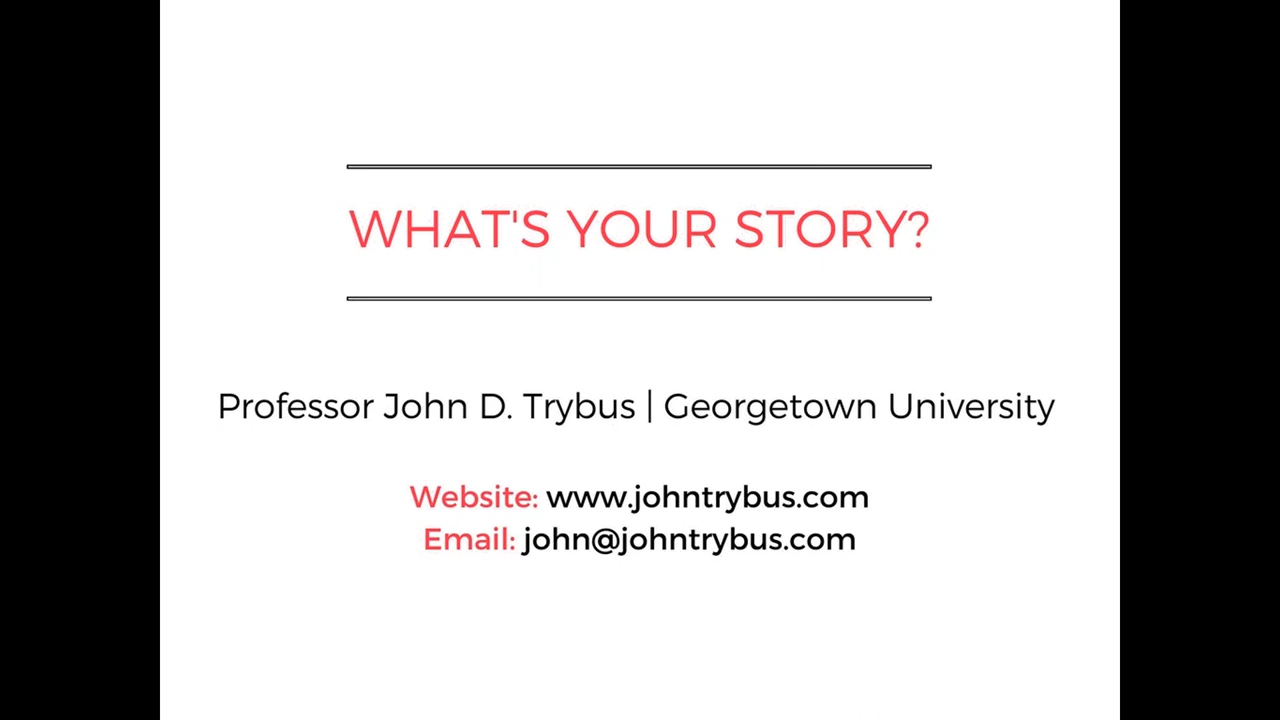 WHAT'S YOUR STORY?
Professor John D. Trybus | Georgetown University
Website: www.johntrybus.com
Email: john@johntrybus.com